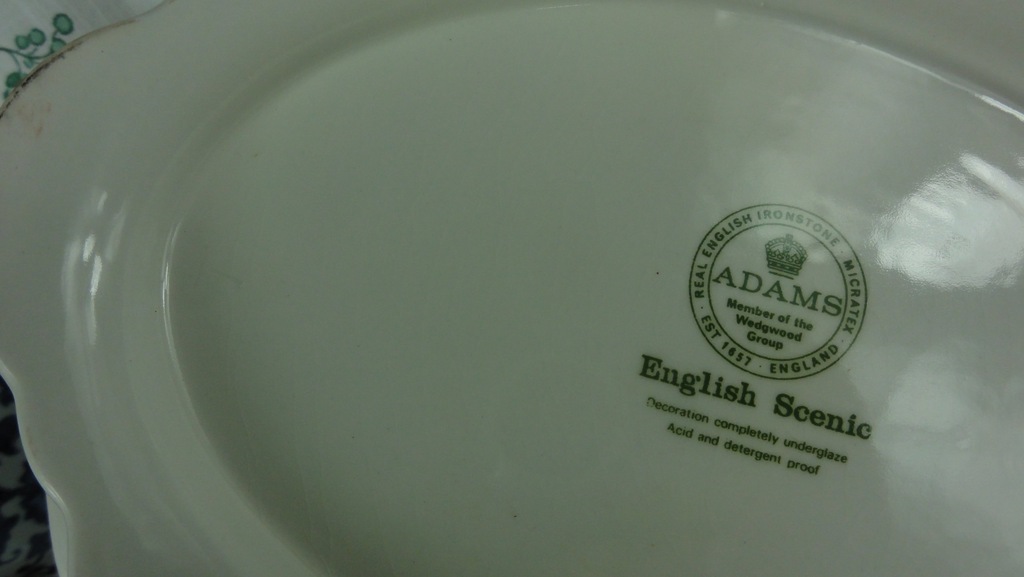 REAL ENGLISH IRONSTONE · MICRATEX ·
ADAMS
Member of the
Wedgwood
Group
· EST 1657 · ENGLAND ·
English Scenic
Decoration completely underglaze
Acid and detergent proof